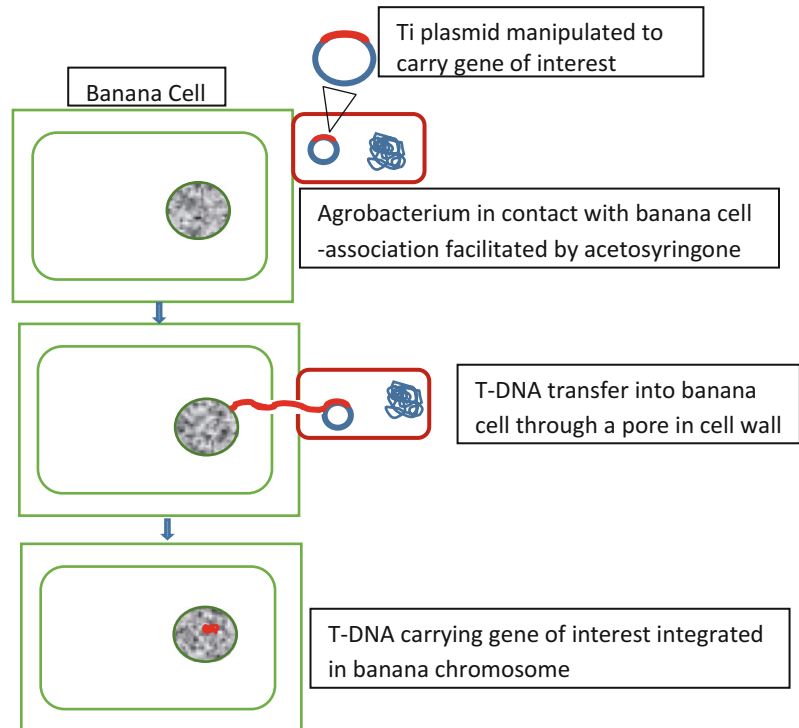 Ti plasmid manipulated to
carry gene of interest
Banana Cell
Agrobacterium in contact with banana cell
-association facilitated by acetosyringone
T-DNA transfer into banana
cell through a pore in cell wall
T-DNA carrying gene of interest integrated
in banana chromosome